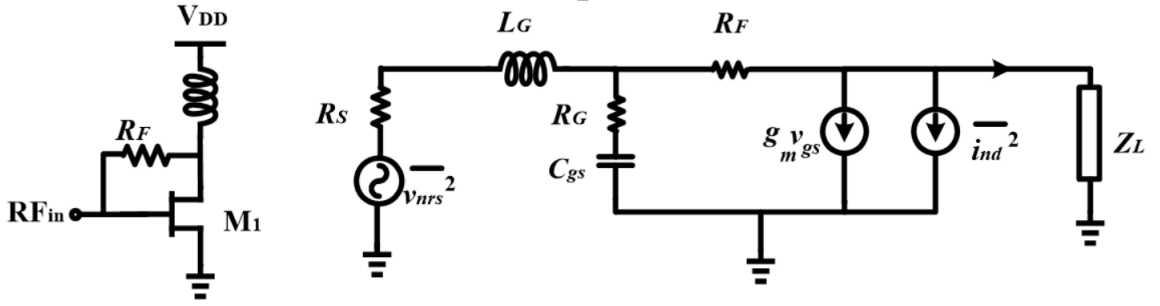 VDD
RF
RFin
M1
LG
RF
RS
RG
gmvgs
ind2
vnrs2
Cgs
ZL